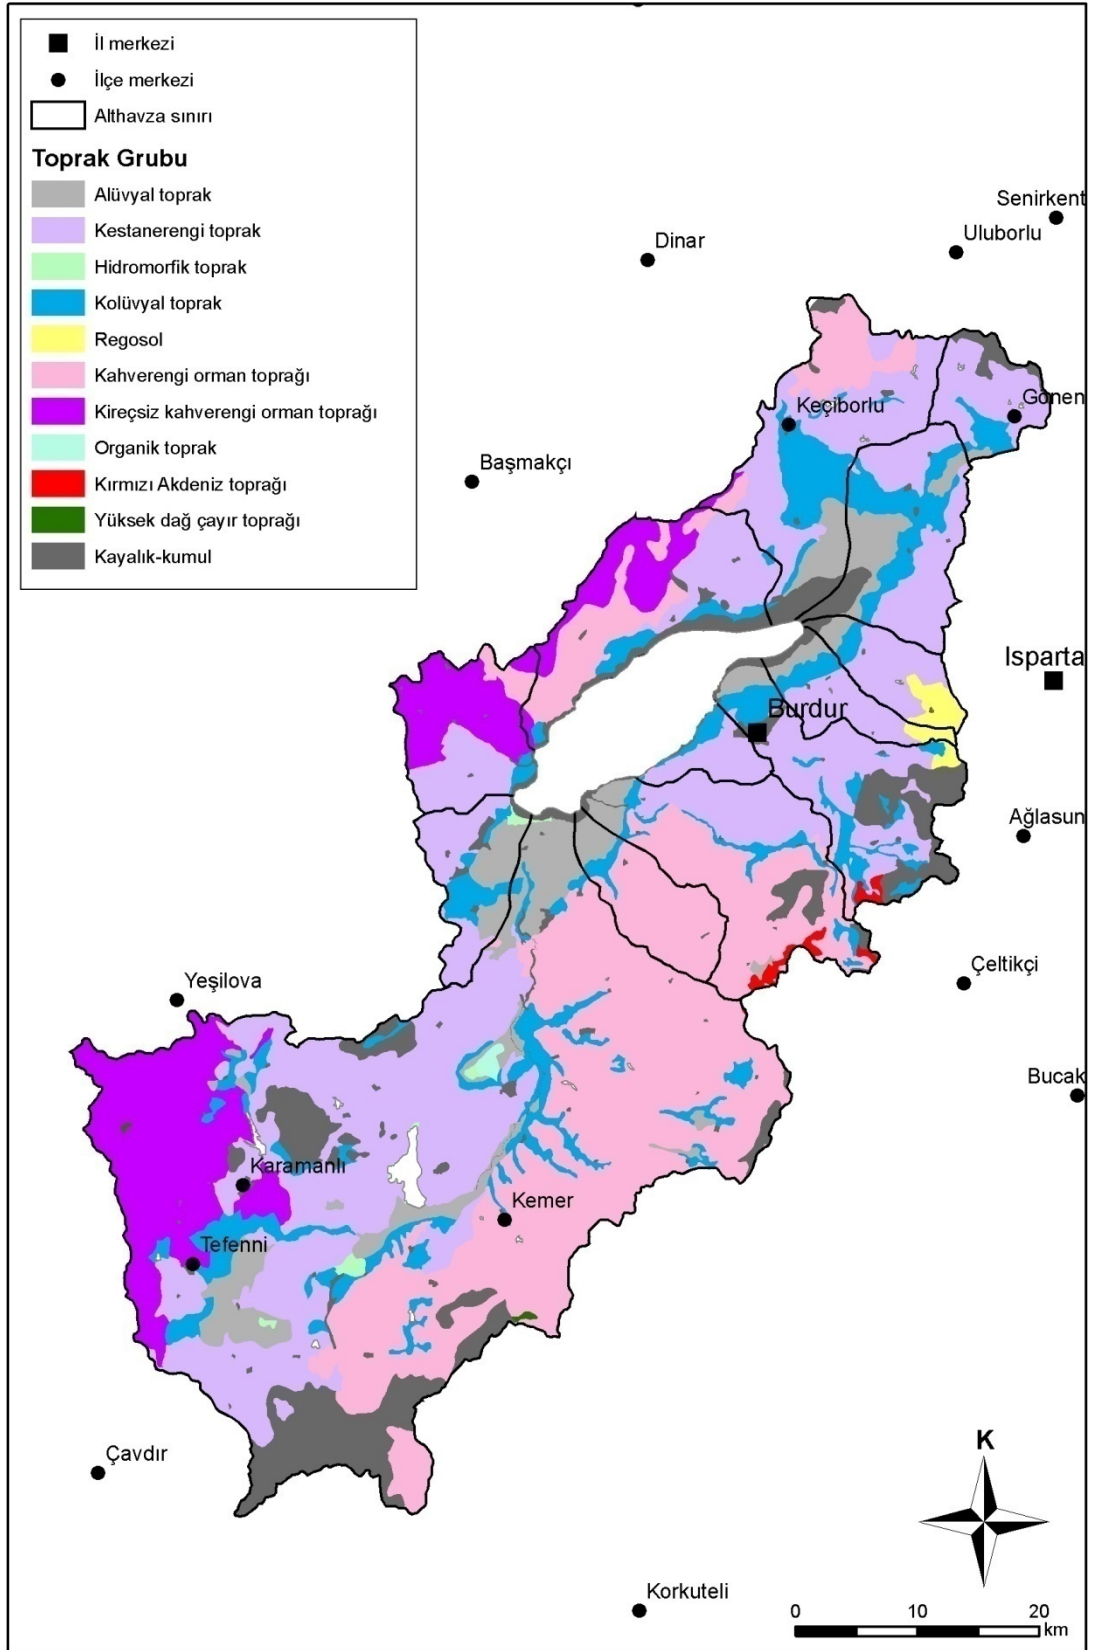 İl merkezi
İlçe merkezi
Althavza sınırı
Toprak Grubu
Alüvyal toprak
Kestanerengi toprak
Hidromorfik toprak
Kolüvyal toprak
Regosol
Kahverengi orman toprağı
Kireçsiz kahverengi orman toprağı
Organik toprak
Kırmızı Akdeniz toprağı
Yüksek dağ çayır toprağı
Kayalık-kumul
Senirkent
Uluborlu
Dinar
Gönen
Keçiborlu
Başmakçı
Isparta
Burdur
Ağlasun
Çeltikçi
Yeşilova
Bucak
Karamanlı
Kemer
Tefenni
Çavdır
K
Korkuteli
0 10 20
km